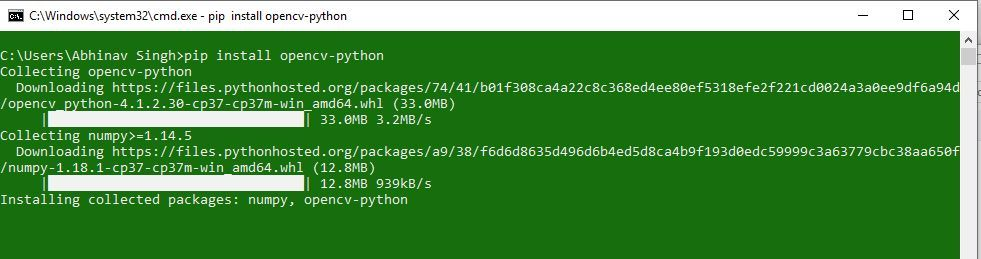 C:\Windows\system32\cmd.exe - pip  install opencv-python
C:\Users\Abhinav Singh>pip install opencv-python
Collecting opencv-python
  Downloading https://files.pythonhosted.org/packages/74/41/b01f308ca4a22c8c368ed4ee80ef5318efe2f221cd0024a3a0ee9df6a94d
/opencv_python-4.1.2.30-cp37-cp37m-win_amd64.whl (33.0MB)
     |████████████████████████████████| 33.0MB 3.2MB/s
Collecting numpy>=1.14.5
  Downloading https://files.pythonhosted.org/packages/a9/38/f6d6d8635d496d6b4ed5d8ca4b9f193d0edc59999c3a63779cbc38aa650f
/numpy-1.18.1-cp37-cp37m-win_amd64.whl (12.8MB)
     |████████████████████████████████| 12.8MB 939kB/s
Installing collected packages: numpy, opencv-python